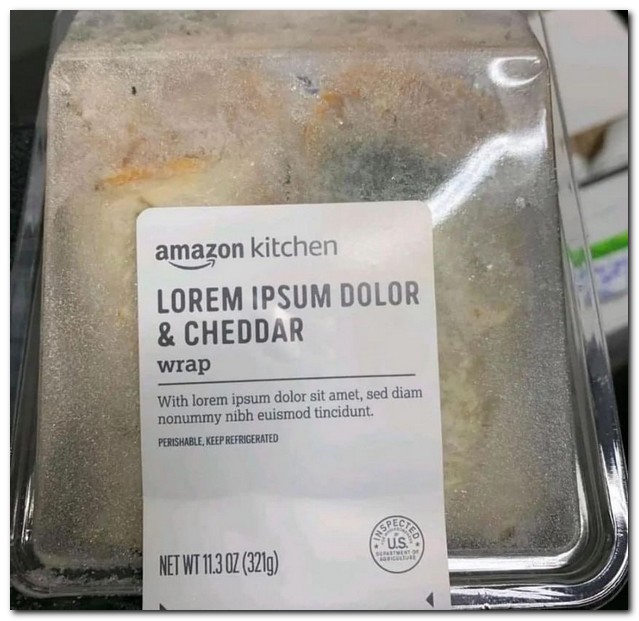 amazon kitchen
LOREM IPSUM DOLOR
& CHEDDAR
wrap
With lorem ipsum dolor sit amet, sed diam
nonummy nibh euismod tincidunt.
PERISHABLE, KEEP REFRIGERATED
NET WT 11.3 OZ (321g)
INSPECTED
U.S.
DEPARTMENT OF
AGRICULTURE